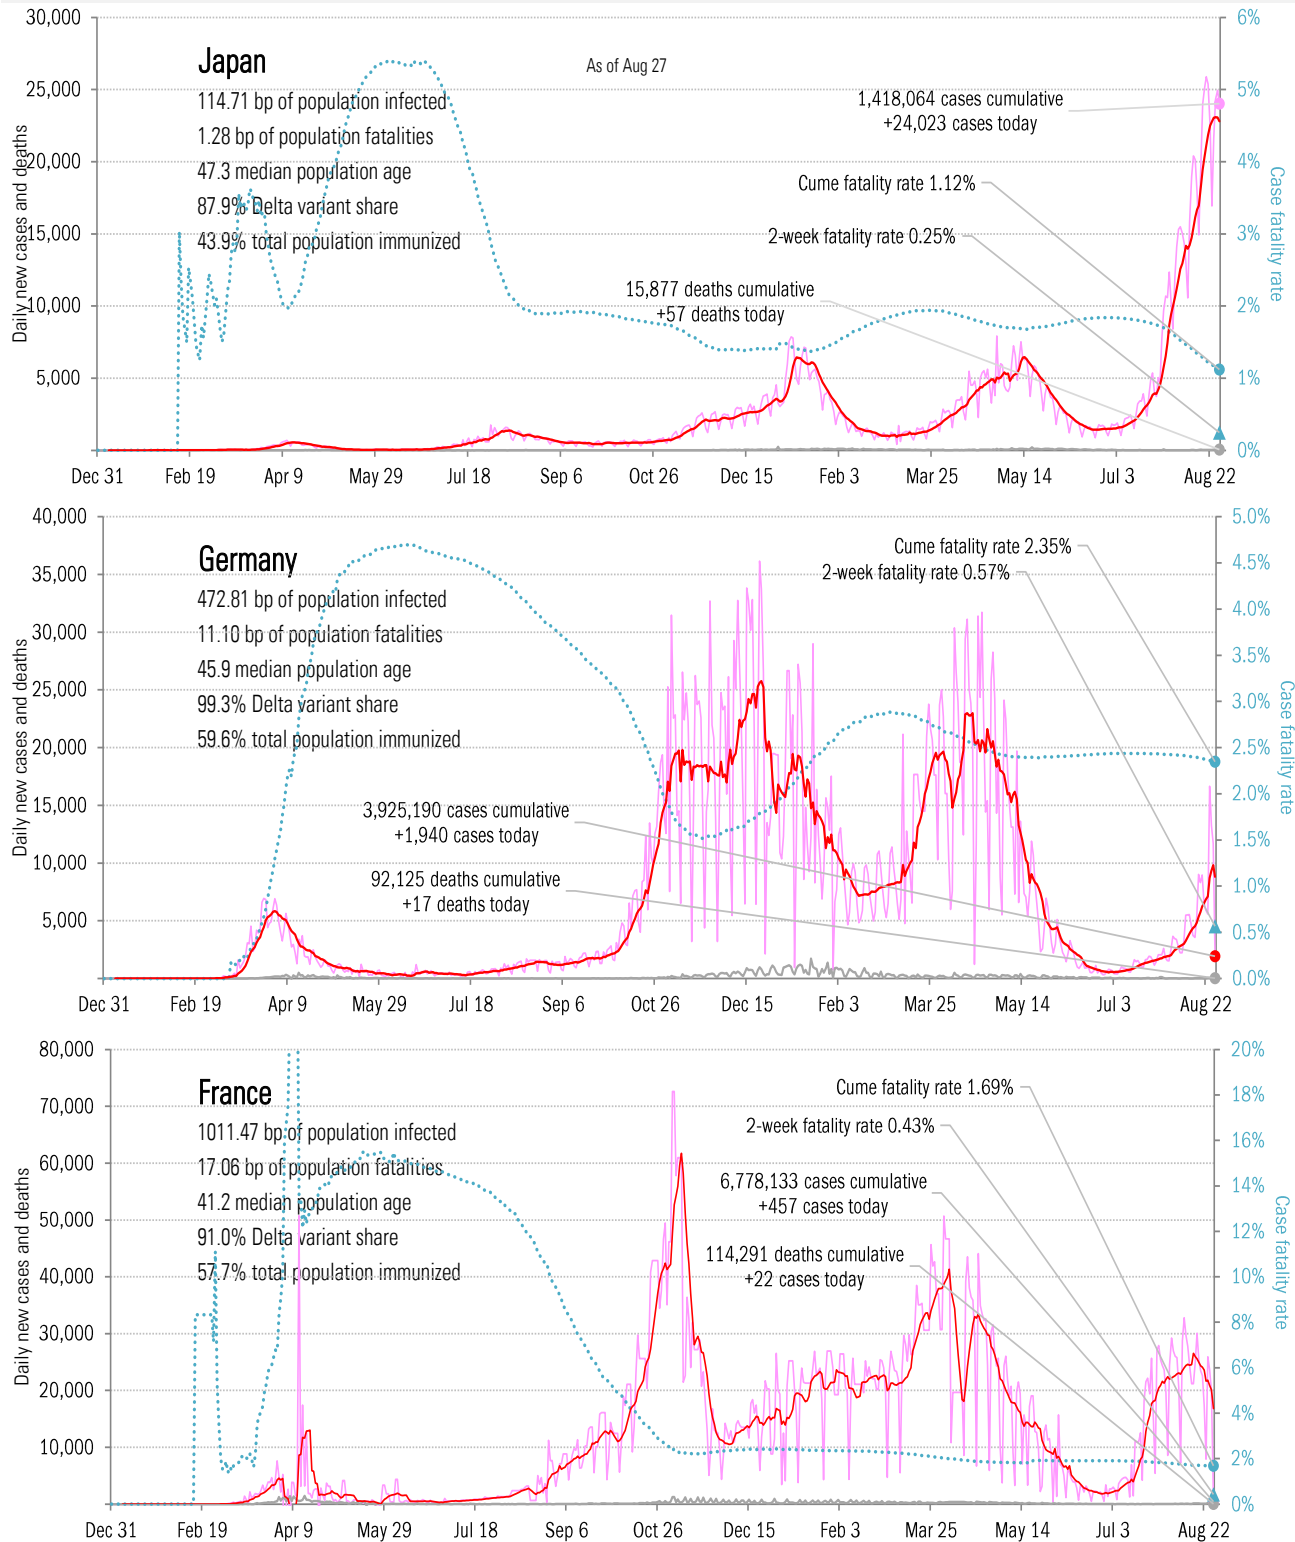 30,000
25,000
20,000
15,000
10,000
5,000
Daily new cases and deaths
Japan
114.71 bp of population infected
1.28 bp of population fatalities
47.3 median population age
87.9% Delta variant share
43.9% total population immunized
As of Aug 27
1,418,064 cases cumulative
+24,023 cases today
Cume fatality rate 1.12%
2-week fatality rate 0.25%
15,877 deaths cumulative
+57 deaths today
6%
5%
4%
3%
2%
1%
0%
Case fatality rate
Dec 31 Feb 19 Apr 9 May 29 Jul 18 Sep 6 Oct 26 Dec 15 Feb 3 Mar 25 May 14 Jul 3 Aug 22
40,000
35,000
30,000
25,000
20,000
15,000
10,000
5,000
Daily new cases and deaths
Germany
472.81 bp of population infected
11.10 bp of population fatalities
45.9 median population age
99.3% Delta variant share
59.6% total population immunized
Cume fatality rate 2.35%
2-week fatality rate 0.57%
3,925,190 cases cumulative
+1,940 cases today
92,125 deaths cumulative
+17 deaths today
5.0%
4.5%
4.0%
3.5%
3.0%
2.5%
2.0%
1.5%
1.0%
0.5%
0.0%
Case fatality rate
Dec 31 Feb 19 Apr 9 May 29 Jul 18 Sep 6 Oct 26 Dec 15 Feb 3 Mar 25 May 14 Jul 3 Aug 22
80,000
70,000
60,000
50,000
40,000
30,000
20,000
10,000
Daily new cases and deaths
France
1011.47 bp of population infected
17.06 bp of population fatalities
41.2 median population age
91.0% Delta variant share
57.7% total population immunized
Cume fatality rate 1.69%
2-week fatality rate 0.43%
6,778,133 cases cumulative
+457 cases today
114,291 deaths cumulative
+22 cases today
20%
18%
16%
14%
12%
10%
8%
6%
4%
2%
0%
Case fatality rate
Dec 31 Feb 19 Apr 9 May 29 Jul 18 Sep 6 Oct 26 Dec 15 Feb 3 Mar 25 May 14 Jul 3 Aug 22